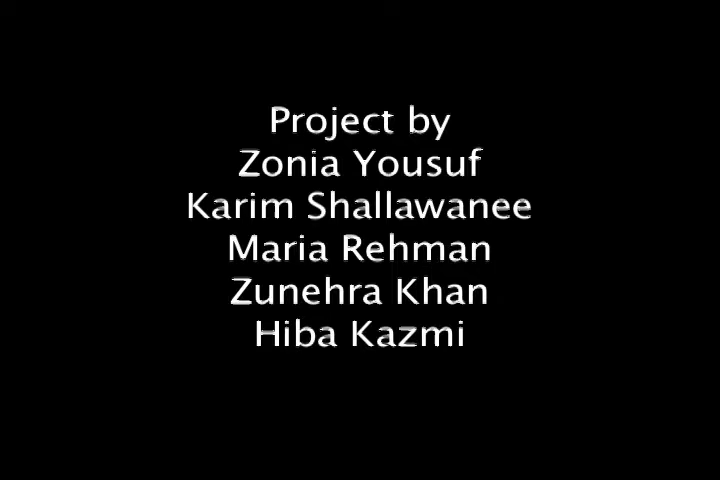 Project by
Zonia Yousuf
Karim Shallawanee
Maria Rehman
Zunehra Khan
Hiba Kazmi